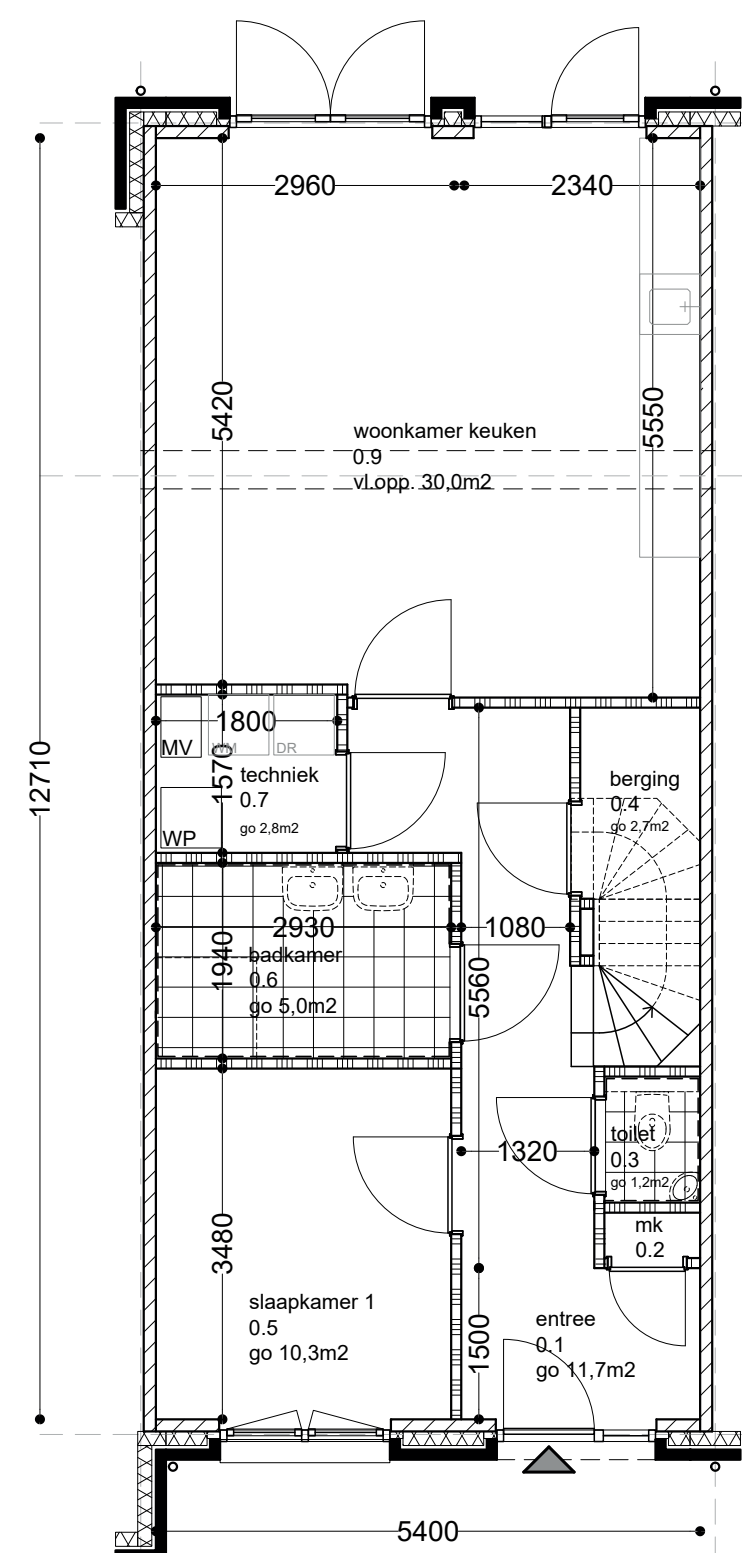 2960
2340
5420
5550
woonkamer keuken
0.9
vl.opp. 30,0m2
12710
1800
MV
WM
DR
1570
techniek
0.7
go 2,8m2
WP
berging
0.4
go 2,7m2
2930
1080
1940
badkamer
0.6
go 5,0m2
5560
toilet
0.3
go 1,2m2
1320
mk
0.2
3480
slaapkamer 1
0.5
go 10,3m2
1500
entree
0.1
go 11,7m2
5400